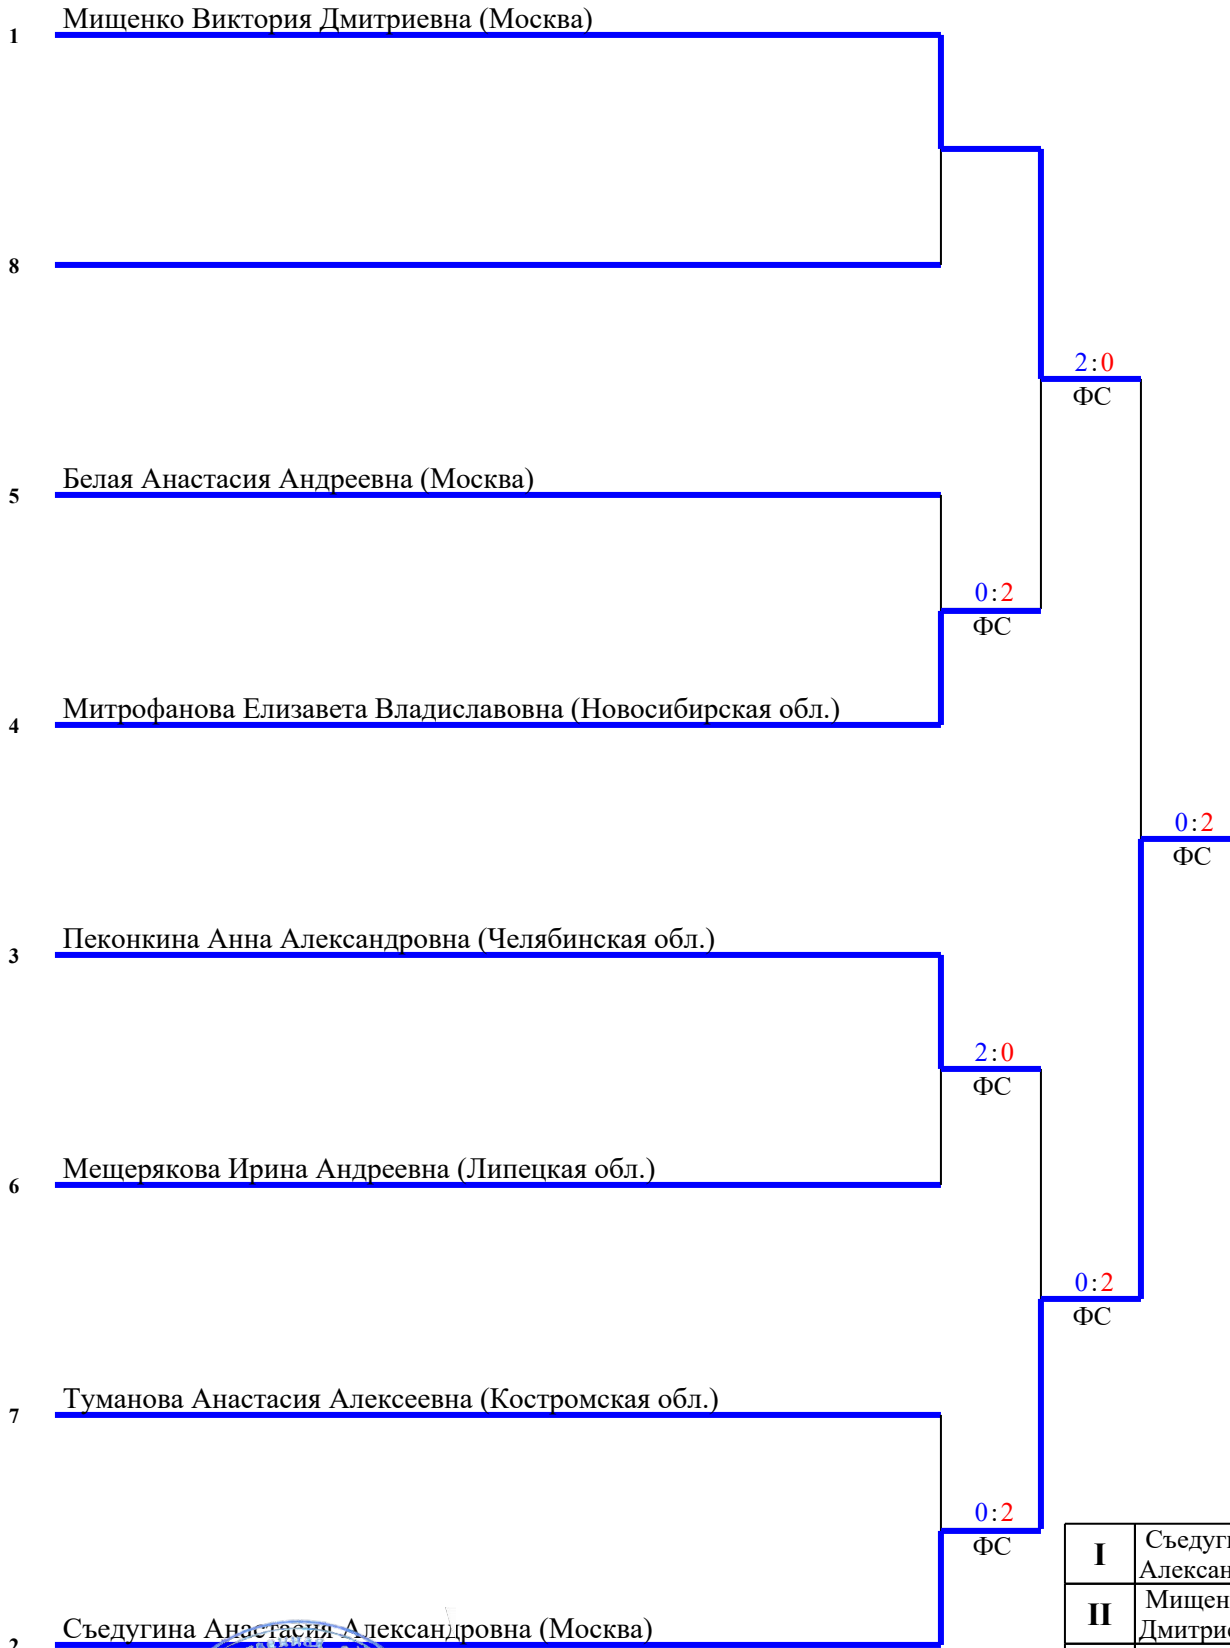 Мищенко Виктория Дмитриевна (Москва)
1
8
2:0
ФС
Белая Анастасия Андреевна (Москва)
5
0:2
ФС
Митрофанова Елизавета Владиславовна (Новосибирская обл.)
4
0:2
ФС
Пеконкина Анна Александровна (Челябинская обл.)
3
2:0
ФС
Мещерякова Ирина Андреевна (Липецкая обл.)
6
0:2
ФС
Туманова Анастасия Алексеевна (Костромская обл.)
7
0:2
ФС
I
II
Съедугина Анастасия Александровна (Москва)
2